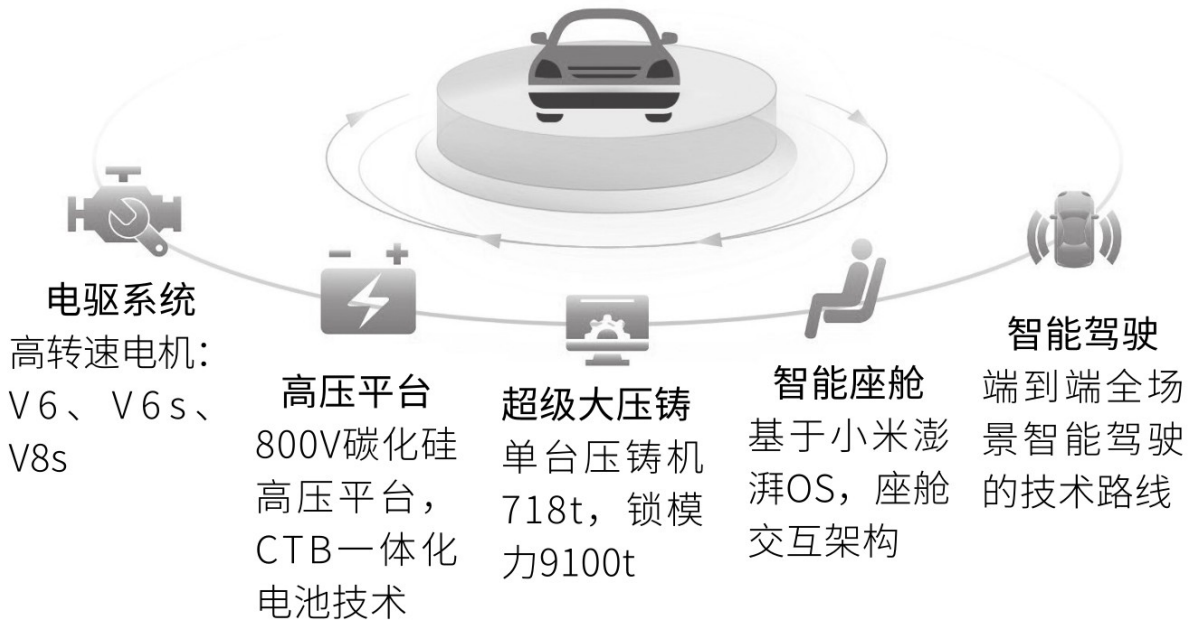 电驱系统
高转速电机：
V6、V6s、
V8s
高压平台
800V碳化硅
高压平台，
CTB一体化
电池技术
超级大压铸
单台压铸机
718t，锁模
力9100t
智能座舱
基于小米澎
湃OS，座舱
交互架构
智能驾驶
端到端全场
景智能驾驶
的技术路线